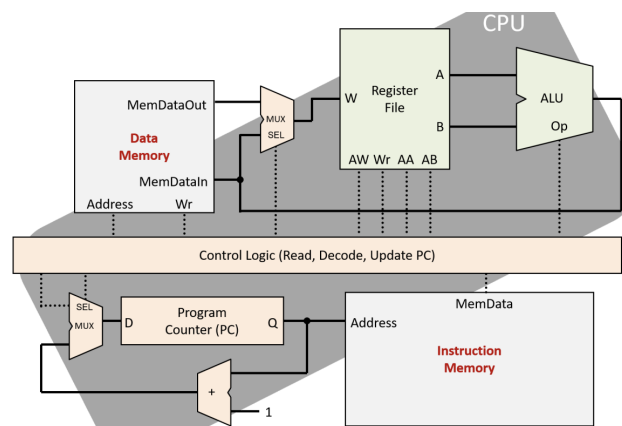 CPU
MemDataOut
Data
Memory
MemDataIn
Address Wr
MUX
SEL
W
Register
File
A
B
AW Wr AA AB
ALU
Op
Control Logic (Read, Decode, Update PC)
SEL
MUX
D
Program
Counter (PC)
Q
+
1
MemData
Address
Instruction
Memory